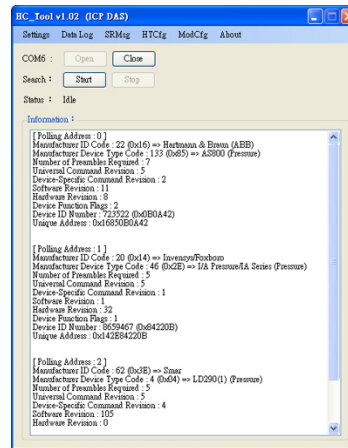 HC_Tool v1.02 (ICP DAS)
Settings Data Log SRMsg HTCfg ModCfg About
COM6 : Open Close
Search : Start Stop
Status : Idle
Information :
[ Polling Address : 0 ]
Manufacturer ID Code : 22 (0x16) => Hartmann & Braun (ABB)
Manufacturer Device Type Code : 133 (0x85) => AS800 (Pressure)
Number of Preambles Required : 7
Universal Command Revision : 5
Device-Specific Command Revision : 2
Software Revision : 11
Hardware Revision : 8
Device Function Flags : 2
Device ID Number : 723522 (0x0B0A42)
Unique Address : 0x16850B0A42
[ Polling Address : 1 ]
Manufacturer ID Code : 20 (0x14) => Invensys/Foxboro
Manufacturer Device Type Code : 46 (0x2E) => I/A Pressure/IA Series (Pressure)
Number of Preambles Required : 5
Universal Command Revision : 5
Device-Specific Command Revision : 1
Software Revision : 1
Hardware Revision : 32
Device Function Flags : 1
Device ID Number : 8659467 (0x84220B)
Unique Address : 0x142E84220B
[ Polling Address : 2 ]
Manufacturer ID Code : 62 (0x3E) => Smar
Manufacturer Device Type Code : 4 (0x04) => LD290(1) (Pressure)
Number of Preambles Required : 5
Universal Command Revision : 5
Device-Specific Command Revision : 4
Software Revision : 105
Hardware Revision : 0